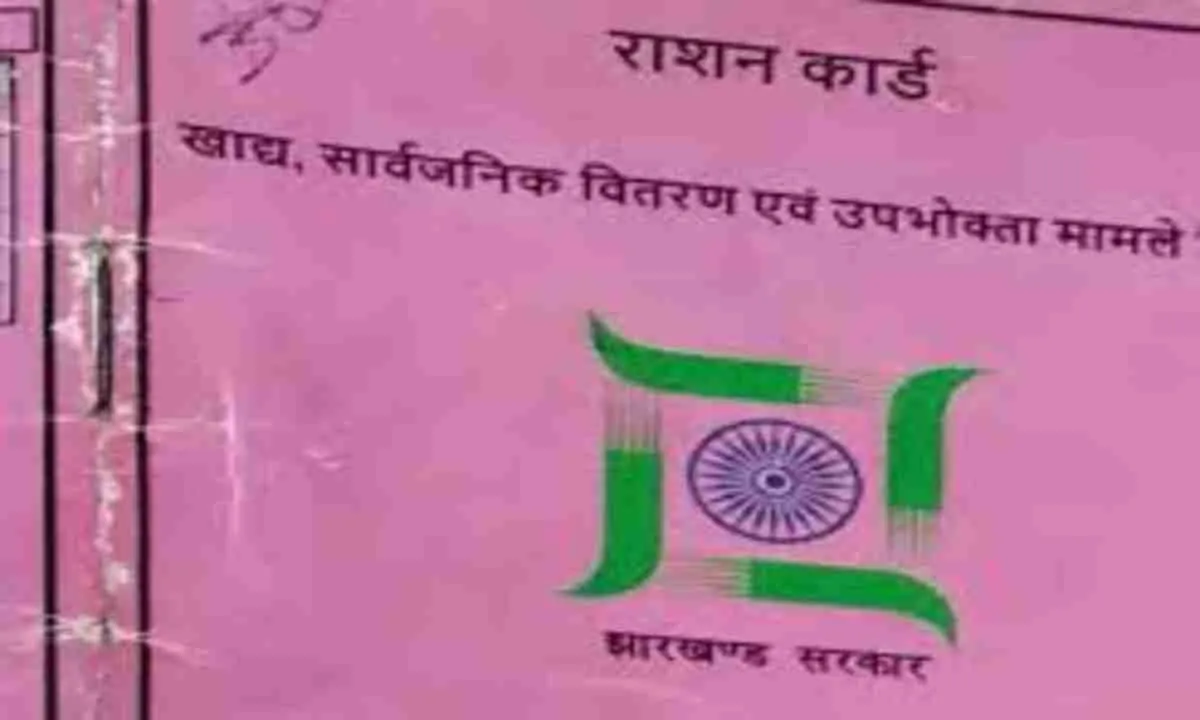 राशन कार्ड
खाद्य, सार्वजनिक वितरण एवं उपभोक्ता मामले
झारखण्ड सरकार